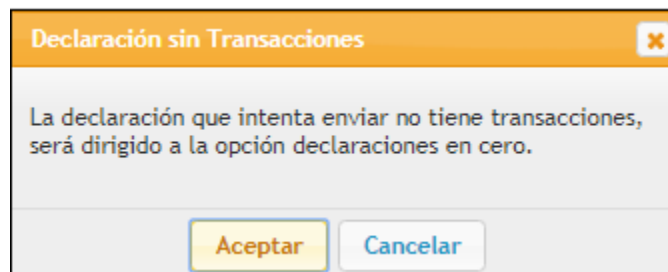 Declaración sin Transacciones
La declaración que intenta enviar no tiene transacciones,
será dirigido a la opción declaraciones en cero.
Aceptar Cancelar